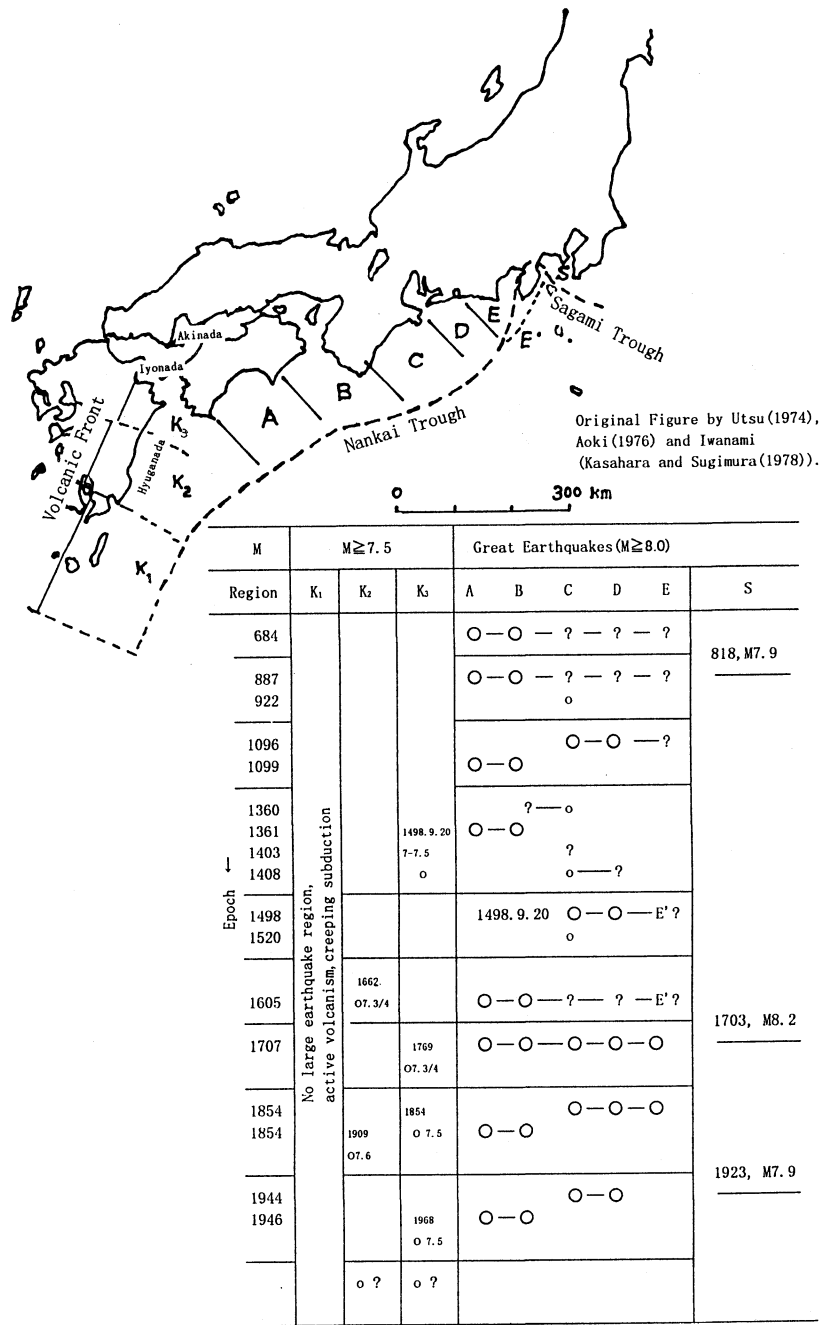 Akinada
Iyonada
Hyuganada
Volcanic Front
K₃
K₂
K₁
A
B
C
D
E
E'
S
Sagami Trough
Nankai Trough
Original Figure by Utsu(1974),
Aoki(1976) and Iwanami
(Kasahara and Sugimura(1978)).
0 300 km
M M≧7.5 Great Earthquakes(M≧8.0)
Region K₁ K₂ K₃ A B C D E S
Epoch ←
No large earthquake region,
active volcanism, creeping subduction
684 O — O — ? — ? — ?
818, M7.9
887 O — O — ? — ? — ?
922 o
1096 O — O — ?
1099 O — O
1360 ? — o
1361 1498.9.20 O — O
1403 7-7.5 ?
1408 o o — ?
1498 1498.9.20 O — O — E' ?
1520 o
1662.
1605 O7.3/4 O — O — ? — ? — E' ?
1703, M8.2
1707 1769 O — O — O — O — O
O7.3/4
1854 1854 O — O — O
1854 1909 O 7.5 O — O
O7.6
1923, M7.9
1944 O — O
1946 1968 O — O
O 7.5
o ? o ?